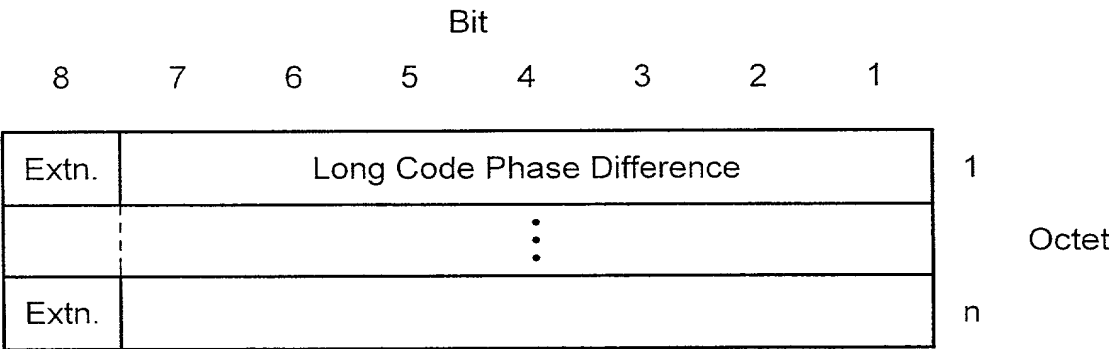 Bit
8 7 6 5 4 3 2 1
Extn. Long Code Phase Difference 1
Octet
Extn. n